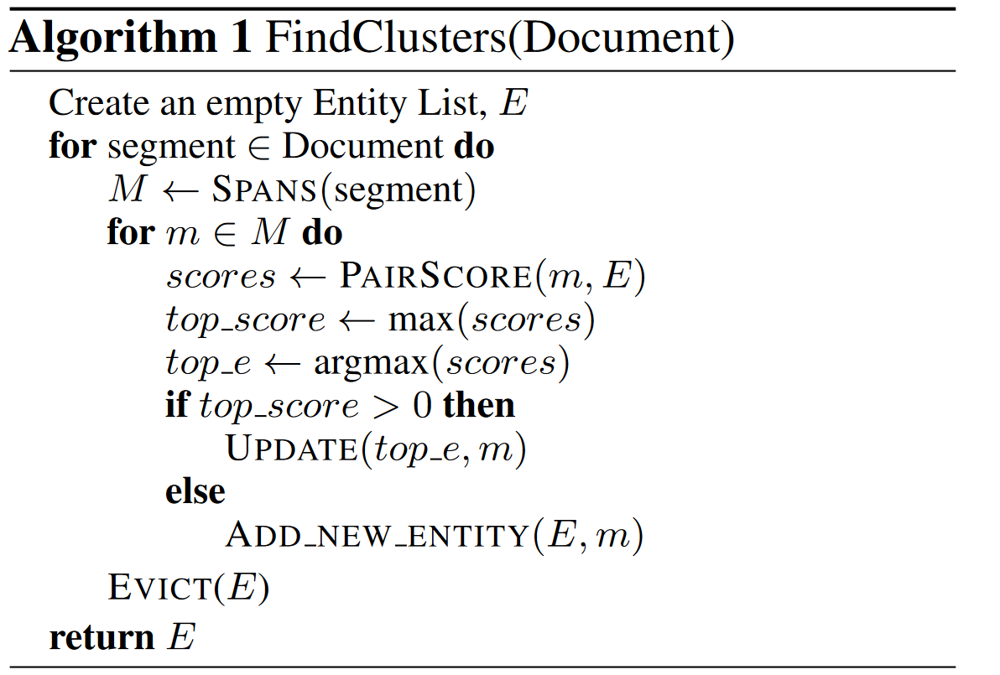 Algorithm 1 FindClusters(Document)
Create an empty Entity List, E
for segment ∈ Document do
M ← SPANS(segment)
for m ∈ M do
scores ← PAIRSCORE(m, E)
top_score ← max(scores)
top_e ← argmax(scores)
if top_score > 0 then
UPDATE(top_e, m)
else
ADD_NEW_ENTITY(E, m)
EVICT(E)
return E